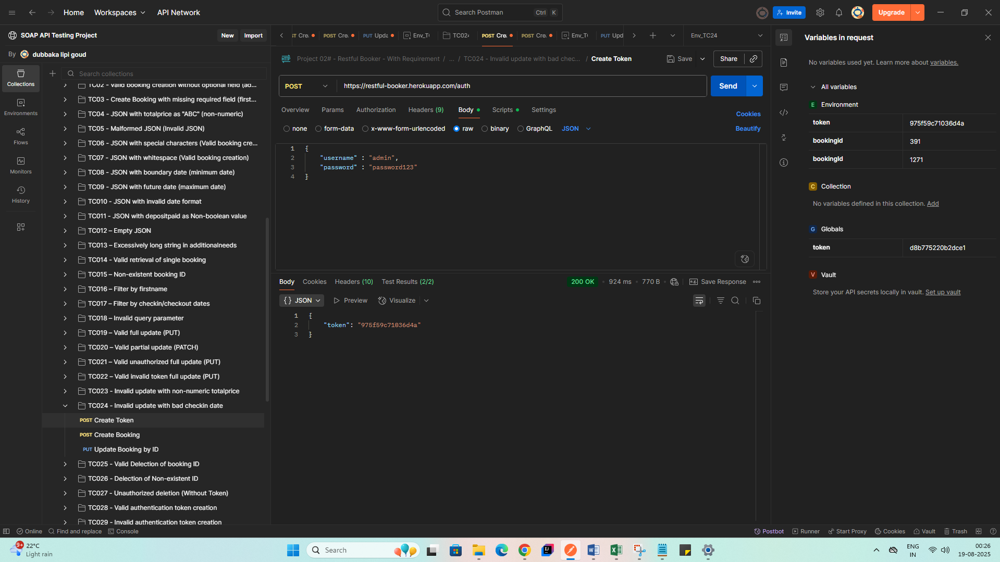 Home
Workspaces
API Network
Search Postman
Ctrl
K
Invite
Upgrade
SOAP API Testing Project
New
Import
By
dubbaka lipi goud
Collections
Environments
Flows
Monitors
History
Search collections
TC02 - Valid booking creation without optional field (ad...
TC03 - Create Booking with missing required field (first...
TC04 - JSON with totalprice as "ABC" (non-numeric)
TC05 - Malformed JSON (Invalid JSON)
TC06 - JSON with special characters (Valid booking cre...
TC07 - JSON with whitespace (Valid booking creation)
TC08 - JSON with boundary date (minimum date)
TC09 - JSON with future date (maximum date)
TC010 - JSON with invalid date format
TC011 - JSON with depositpaid as Non-boolean value
TC012 – Empty JSON
TC013 – Excessively long string in additionalneeds
TC014 - Valid retrieval of single booking
TC015 – Non-existent booking ID
TC016 – Filter by firstname
TC017 – Filter by checkin/checkout dates
TC018 – Invalid query parameter
TC019 – Valid full update (PUT)
TC020 – Valid partial update (PATCH)
TC021 – Valid unauthorized full update (PUT)
TC022 – Valid invalid token full update (PUT)
TC023 - Invalid update with non-numeric totalprice
TC024 - Invalid update with bad checkin date
POST Create Token
POST Create Booking
PUT Update Booking by ID
TC025 - Valid Delection of booking ID
TC026 - Delection of Non-existent ID
TC027 - Unauthorized deletion (Without Token)
TC028 - Valid authentication token creation
TC029 - Invalid authentication token creation
ST Cre
POST Cre
PUT Upda
Env_T
TC024
POST Cre
POST Cre
Env_T
PUT Upd
Env_TC24
HTTP
Project 02# - Restful Booker - With Requirement / ... / TC024 - Invalid update with bad chec... / Create Token
Save
Share
POST
https://restful-booker.herokuapp.com/auth
Send
Overview
Params
Authorization
Headers (9)
Body
Scripts
Settings
Cookies
none
form-data
x-www-form-urlencoded
raw
binary
GraphQL
JSON
Beautify
1 {
2 "username" : "admin",
3 "password" : "password123"
4 }
Body
Cookies
Headers (10)
Test Results (2/2)
200 OK
924 ms
770 B
e.g.
Save Response
{} JSON
Preview
Visualize
1 {
2 "token": "975f59c71036d4a"
3 }
Variables in request
No variables used yet. Learn more about variables.
All variables
E Environment
token 975f59c71036d4a
bookingid 391
bookingId 1271
C Collection
No variables defined in this collection. Add
G Globals
token d8b775220b2dce1
V Vault
Store your API secrets locally in vault. Set up vault
Online
Find and replace
Console
Postbot
Runner
Start Proxy
Cookies
Vault
Trash
9+
22°C
Light rain
Search
ENG
IN
00:26
19-08-2025